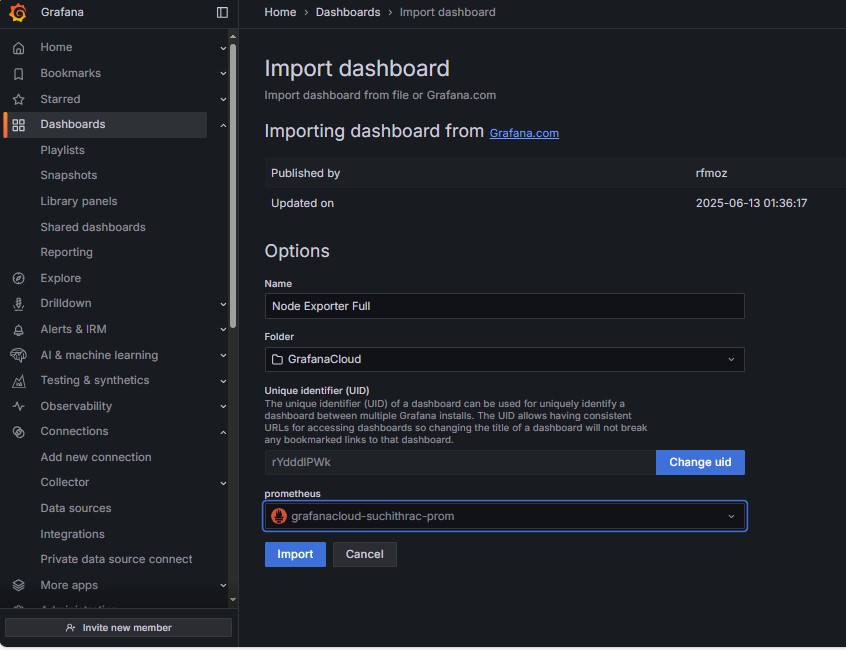 Grafana
Home › Dashboards › Import dashboard
Home
Bookmarks
Starred
Dashboards
Playlists
Snapshots
Library panels
Shared dashboards
Reporting
Explore
Drilldown
Alerts & IRM
AI & machine learning
Testing & synthetics
Observability
Connections
Add new connection
Collector
Data sources
Integrations
Private data source connect
More apps
Invite new member
Import dashboard
Import dashboard from file or Grafana.com
Importing dashboard from Grafana.com
Published by rfmoz
Updated on 2025-06-13 01:36:17
Options
Name
Node Exporter Full
Folder
GrafanaCloud
Unique identifier (UID)
The unique identifier (UID) of a dashboard can be used for uniquely identify a
dashboard between multiple Grafana installs. The UID allows having consistent
URLs for accessing dashboards so changing the title of a dashboard will not break
any bookmarked links to that dashboard.
rYdddlPWk Change uid
prometheus
grafanacloud-suchithrac-prom
Import Cancel